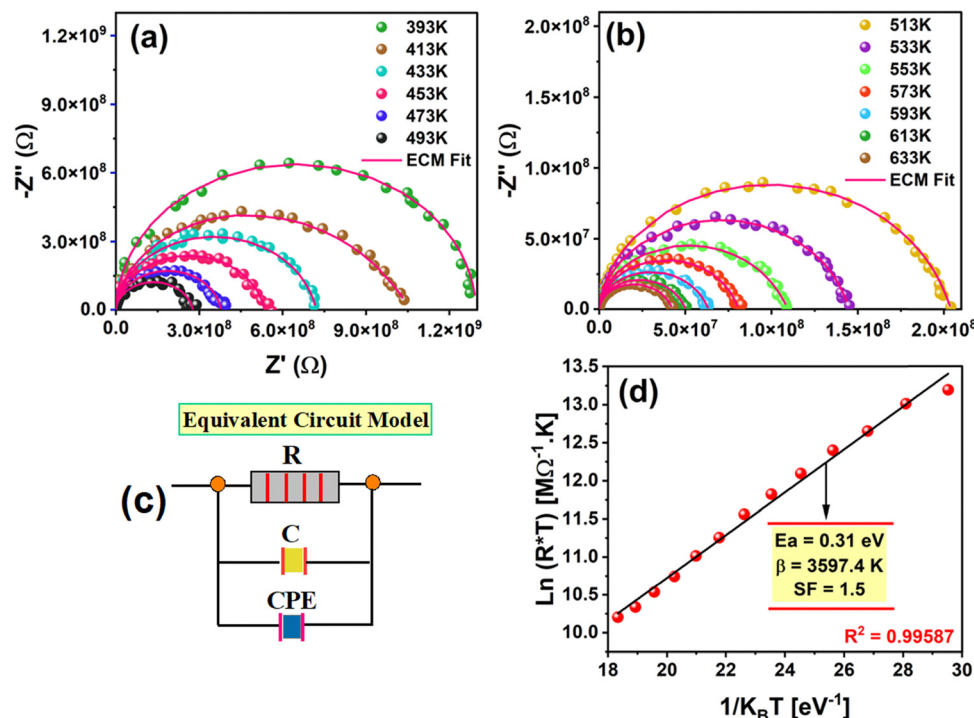 (a)
393K
413K
433K
453K
473K
493K
ECM Fit
-Z'' (Ω)
1.2×10⁹
9.0×10⁸
6.0×10⁸
3.0×10⁸
0.0
0.0 3.0×10⁸ 6.0×10⁸ 9.0×10⁸ 1.2×10⁹
Z' (Ω)
(b)
513K
533K
553K
573K
593K
613K
633K
ECM Fit
-Z'' (Ω)
2.0×10⁸
1.5×10⁸
1.0×10⁸
5.0×10⁷
0.0
0.0 5.0×10⁷ 1.0×10⁸ 1.5×10⁸ 2.0×10⁸
(c)
Equivalent Circuit Model
R
C
CPE
(d)
Ln (R*T) [MΩ⁻¹.K]
13.5
13.0
12.5
12.0
11.5
11.0
10.5
10.0
Ea = 0.31 eV
β = 3597.4 K
SF = 1.5
R² = 0.99587
18 20 22 24 26 28 30
1/K_BT [eV⁻¹]